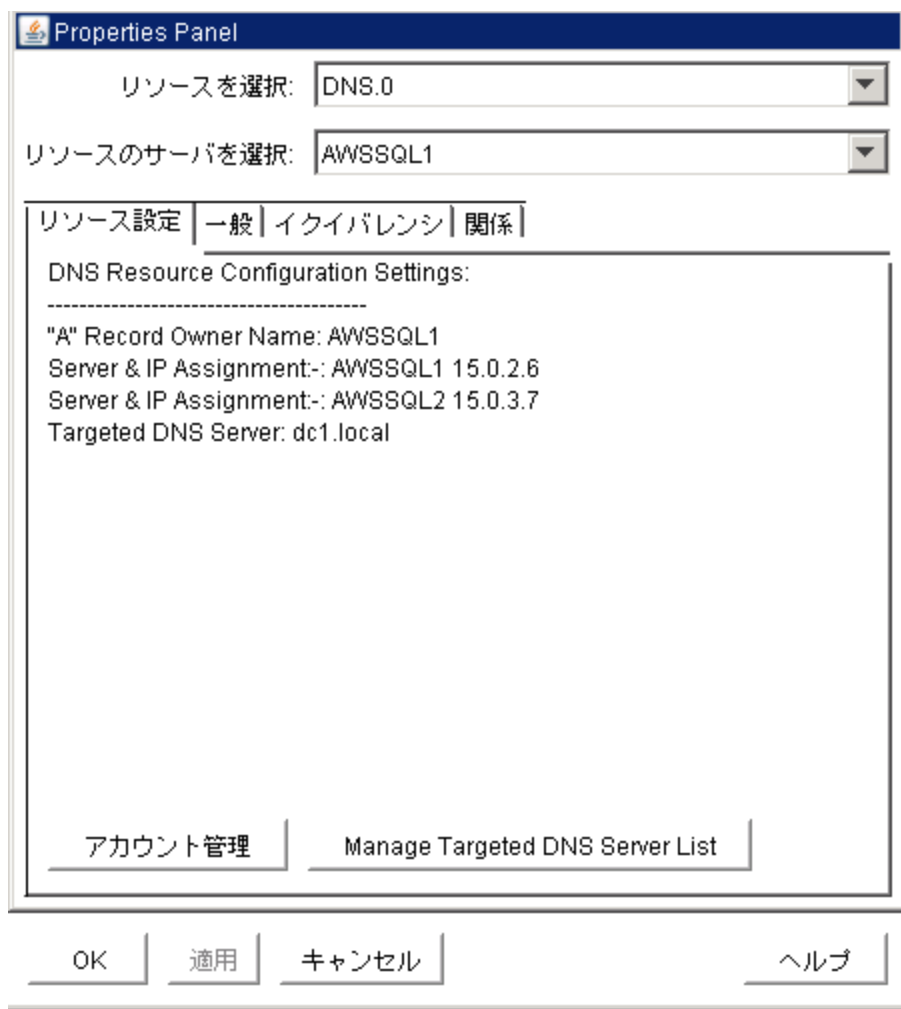 Properties Panel
リソースを選択: DNS.0
リソースのサーバを選択: AWSSQL1
リソース設定 一般 イクイバレンシ 関係
DNS Resource Configuration Settings:
----------------------------------------
"A" Record Owner Name: AWSSQL1
Server & IP Assignment:-: AWSSQL1 15.0.2.6
Server & IP Assignment:-: AWSSQL2 15.0.3.7
Targeted DNS Server: dc1.local
アカウント管理 Manage Targeted DNS Server List
OK 適用 キャンセル ヘルプ